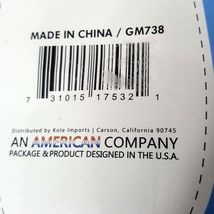 MADE IN CHINA / GM738
7 31015 17532 1
Distributed by Kole Imports | Carson, California 90745
AN AMERICAN COMPANY
PACKAGE & PRODUCT DESIGNED IN THE U.S.A.